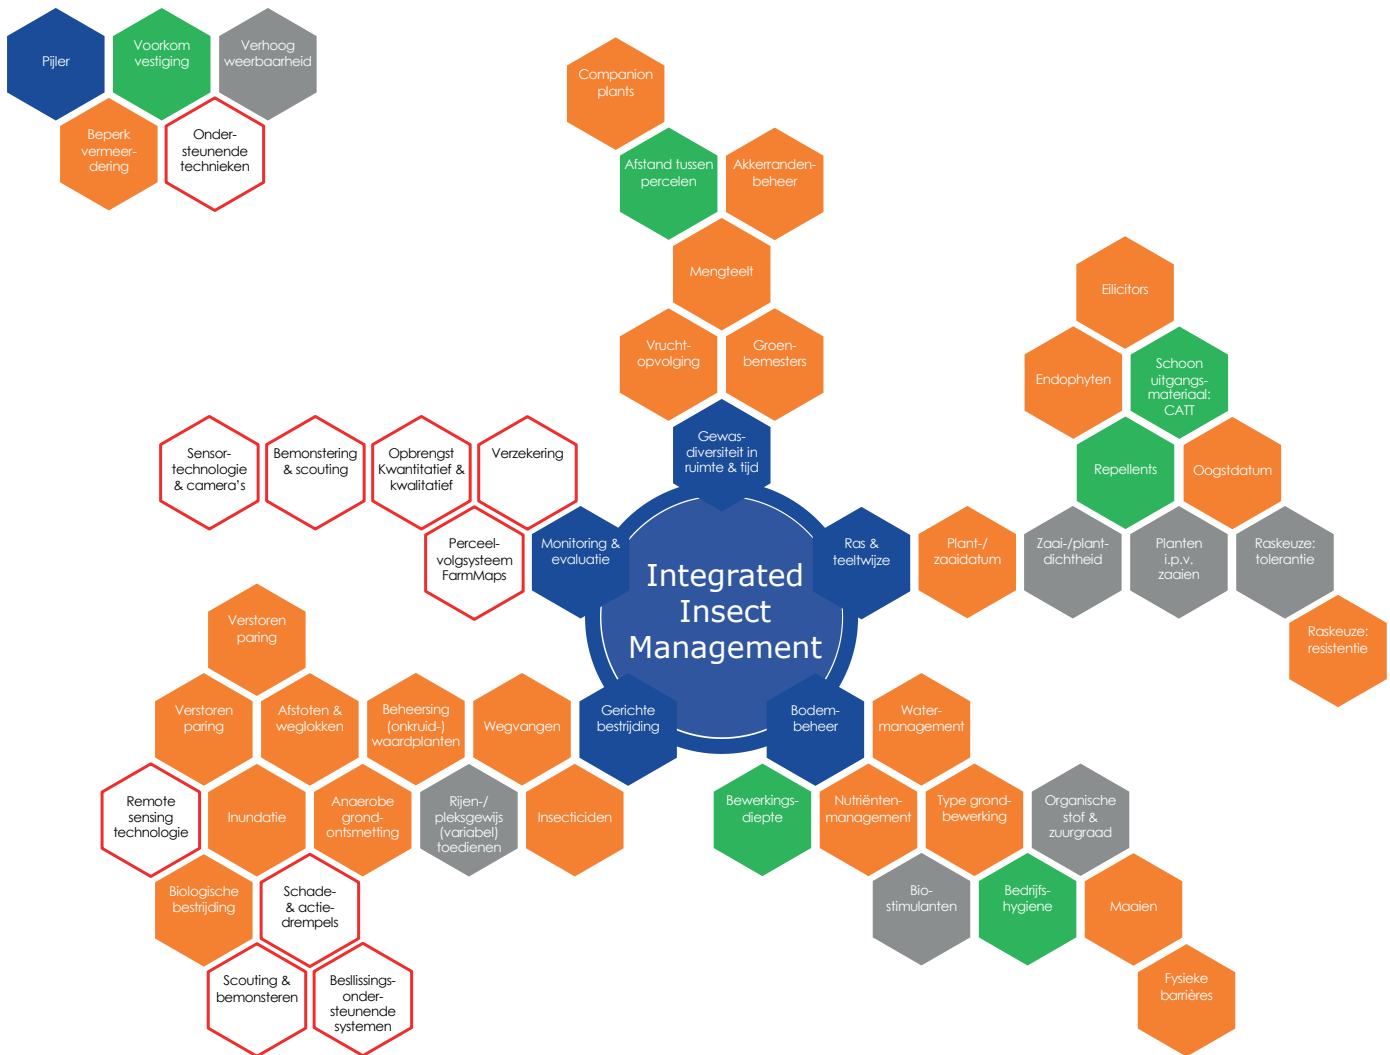 Pijler
Voorkom
vestiging
Verhoog
weerbaarheid
Beperk
vermeer-
dering
Onder-
steunende
technieken
Companion
plants
Afstand tussen
percelen
Akkerranden-
beheer
Mengteelt
Vrucht-
opvolging
Groen-
bemesters
Gewas-
diversiteit in
ruimte & tijd
Eilicitors
Endophyten
Schoon
uitgangs-
materiaal:
CATT
Repellents
Oogstdatum
Ras &
teeltwijze
Plant-/
zaaidatum
Zaai-/plant-
dichtheid
Planten
i.p.v.
zaaien
Raskeuze:
tolerantie
Raskeuze:
resistentie
Sensor-
technologie
& camera's
Bemonstering
& scouting
Opbrengst
Kwantitatief &
kwalitatief
Verzekering
Perceel-
volgsysteem
FarmMaps
Monitoring &
evaluatie
Integrated
Insect
Management
Verstoren
paring
Verstoren
paring
Afstoten &
weglokken
Beheersing
(onkruid-)
waardplanten
Wegvangen
Gerichte
bestrijding
Remote
sensing
technologie
Inundatie
Anaerobe
grond-
ontsmetting
Rijen-/
pleksgewijs
(variabel)
toedienen
Insecticiden
Biologische
bestrijding
Schade-
& actie-
drempels
Scouting &
bemonsteren
Besllissings-
onder-
steunende
systemen
Bodem-
beheer
Water-
management
Bewerkings-
diepte
Nutriënten-
management
Type grond-
bewerking
Organische
stof &
zuurgraad
Bio-
stimulanten
Bedrijfs-
hygiene
Maaien
Fysieke
barrières